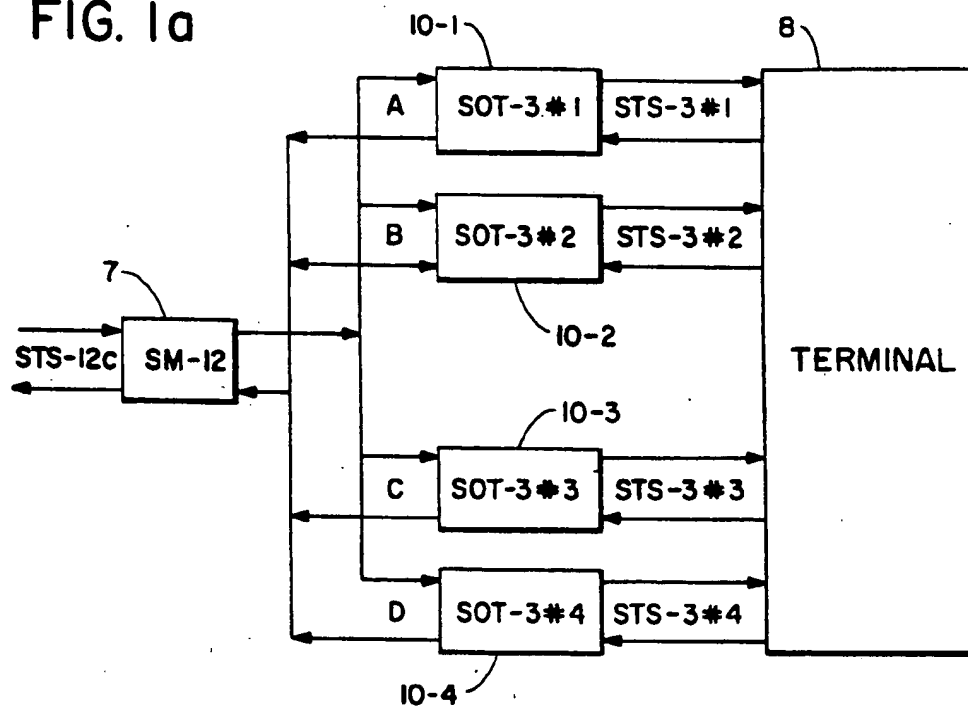 FIG. 1a
10-1
8
A
SOT-3#1
STS-3#1
B
SOT-3#2
STS-3#2
7
10-2
STS-12c
SM-12
TERMINAL
10-3
C
SOT-3#3
STS-3#3
D
SOT-3#4
STS-3#4
10-4